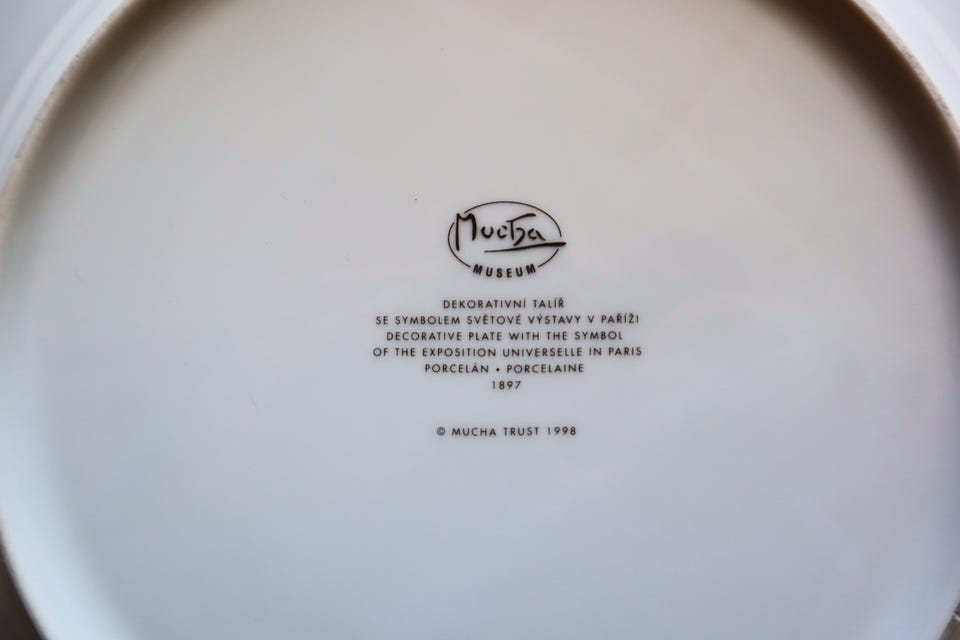 Mucha
MUSEUM
DEKORATIVNÍ TALÍŘ
SE SYMBOLEM SVĚTOVÉ VÝSTAVY V PAŘÍŽI
DECORATIVE PLATE WITH THE SYMBOL
OF THE EXPOSITION UNIVERSELLE IN PARIS
PORCELÁN • PORCELAINE
1897
© MUCHA TRUST 1998